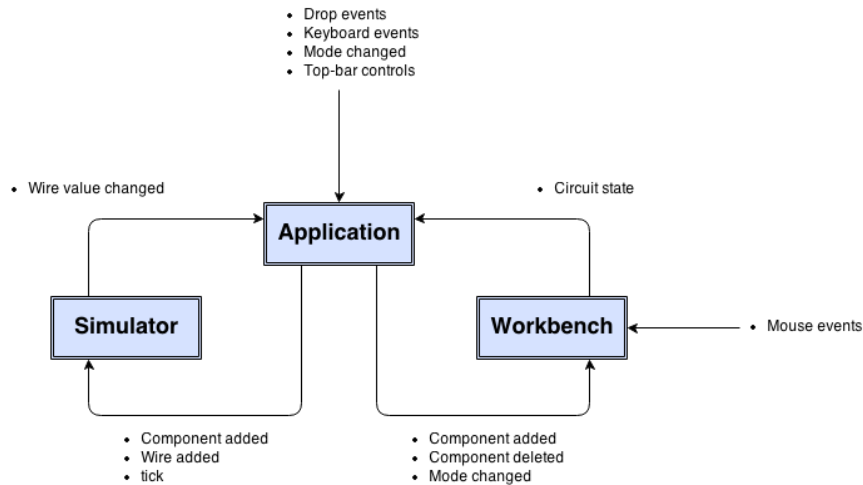 • Drop events
• Keyboard events
• Mode changed
• Top-bar controls
• Wire value changed
• Circuit state
Application
Simulator
Workbench
• Mouse events
• Component added
• Wire added
• tick
• Component added
• Component deleted
• Mode changed